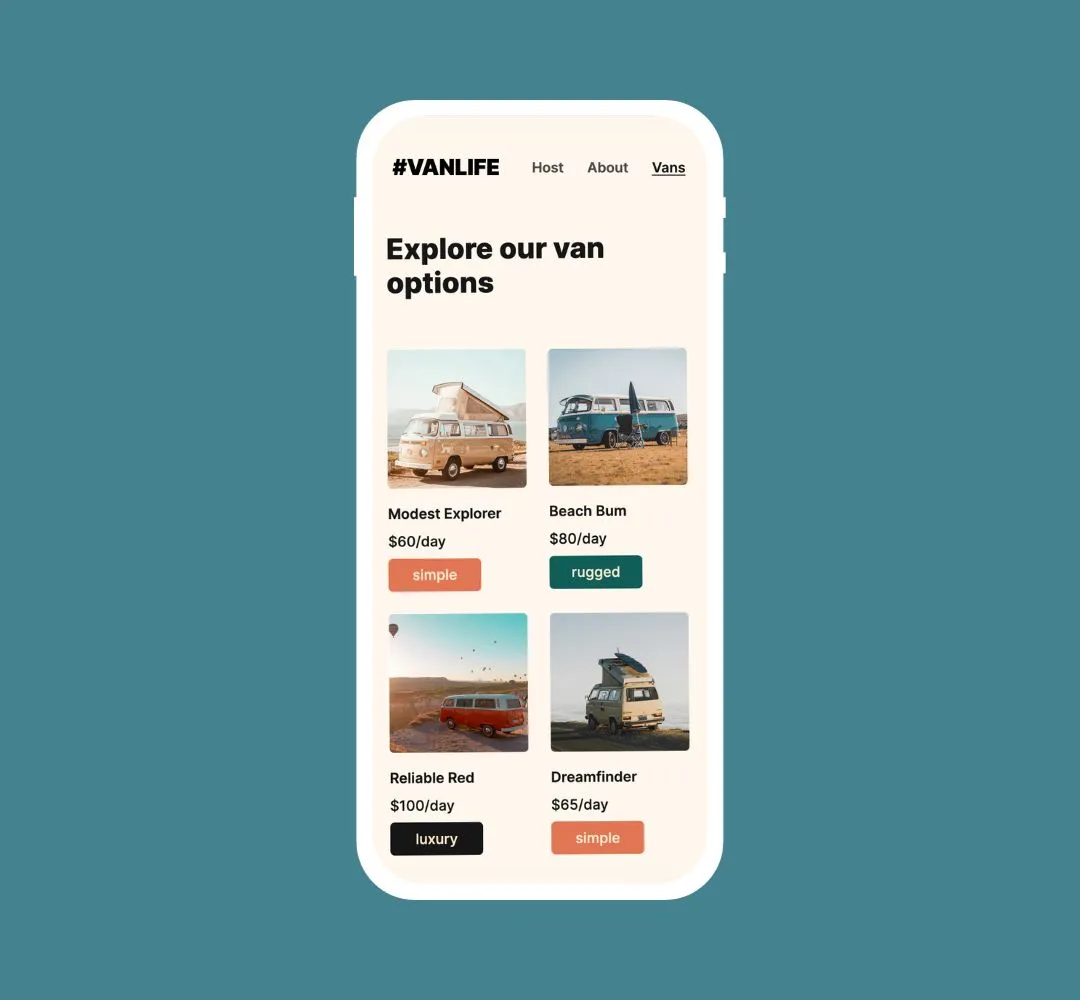 #VANLIFE Host About Vans
Explore our van
options
Modest Explorer
$60/day
simple
Beach Bum
$80/day
rugged
Reliable Red
$100/day
luxury
Dreamfinder
$65/day
simple